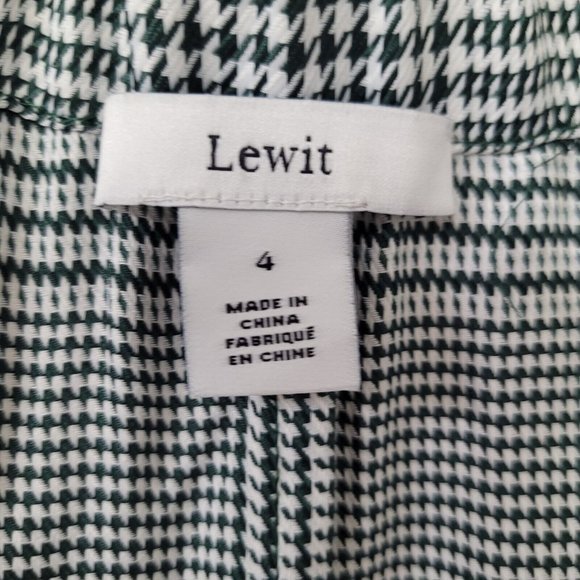 Lewit
4
MADE IN
CHINA
FABRIQUÉ
EN CHINE